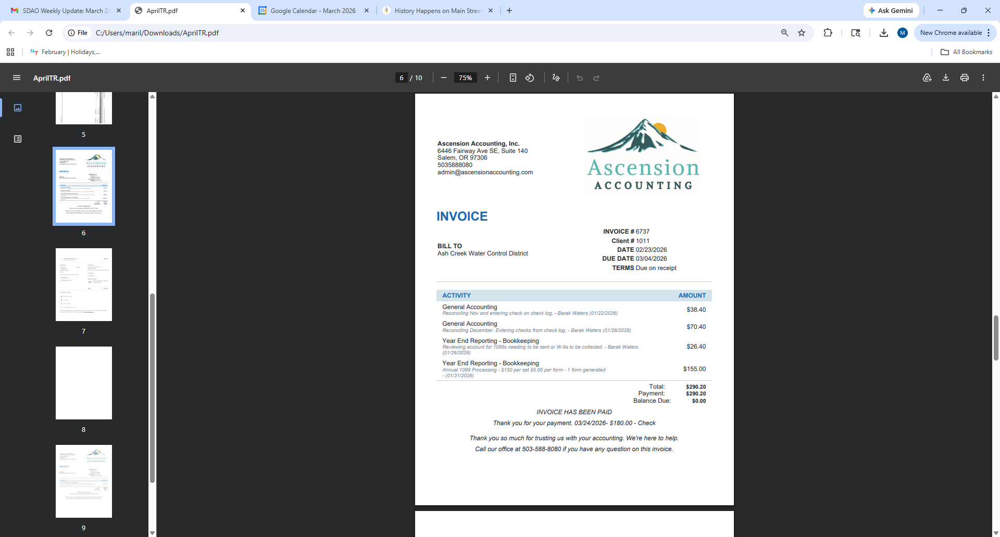 SDAO Weekly Update: March 24
AprilTR.pdf
Google Calendar - March 2026
History Happens on Main Street
Ask Gemini
File
C:/Users/maril/Downloads/AprilTR.pdf
M
New Chrome available
February | Holidays,...
All Bookmarks
AprilTR.pdf
6 / 10
75%
5
6
7
8
9
Ascension Accounting, Inc.
6446 Fairway Ave SE, Suite 140
Salem, OR 97306
5035888080
admin@ascensionaccounting.com
Ascension
ACCOUNTING
INVOICE
INVOICE # 6737
Client # 1011
DATE 02/23/2026
DUE DATE 03/04/2026
TERMS Due on receipt
BILL TO
Ash Creek Water Control District
ACTIVITY AMOUNT
General Accounting
Reconciling Nov and entering check on check log. - Barak Waters (01/22/2026)
$38.40
General Accounting
Reconciling December. Entering checks from check log. - Barak Waters (01/26/2026)
$70.40
Year End Reporting - Bookkeeping
Reviewing account for 1099s needing to be sent or W-9s to be collected. - Barak Waters
(01/26/2026)
$26.40
Year End Reporting - Bookkeeping
Annual 1099 Processing - $150 per set $5.00 per form - 1 form generated
- (01/31/2026)
$155.00
Total: $290.20
Payment: $290.20
Balance Due: $0.00
INVOICE HAS BEEN PAID
Thank you for your payment. 03/24/2026- $180.00 - Check
Thank you so much for trusting us with your accounting. We're here to help.
Call our office at 503-588-8080 if you have any question on this invoice.